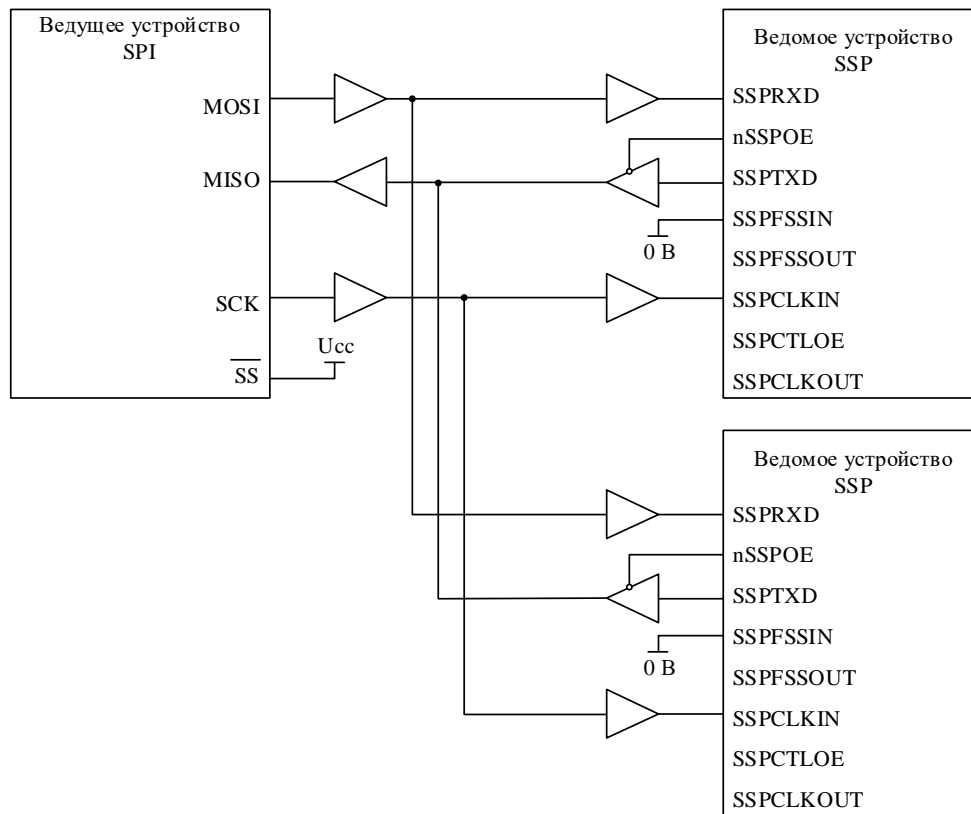 Ведущее устройство
SPI
MOSI
MISO
SCK
SS
Ucc
Ведомое устройство
SSP
SSPRXD
nSSPOE
SSPTXD
SSPFSSIN
0 В
SSPFSSOUT
SSPCLKIN
SSPCTLOE
SSPCLKOUT
Ведомое устройство
SSP
SSPRXD
nSSPOE
SSPTXD
SSPFSSIN
0 В
SSPFSSOUT
SSPCLKIN
SSPCTLOE
SSPCLKOUT